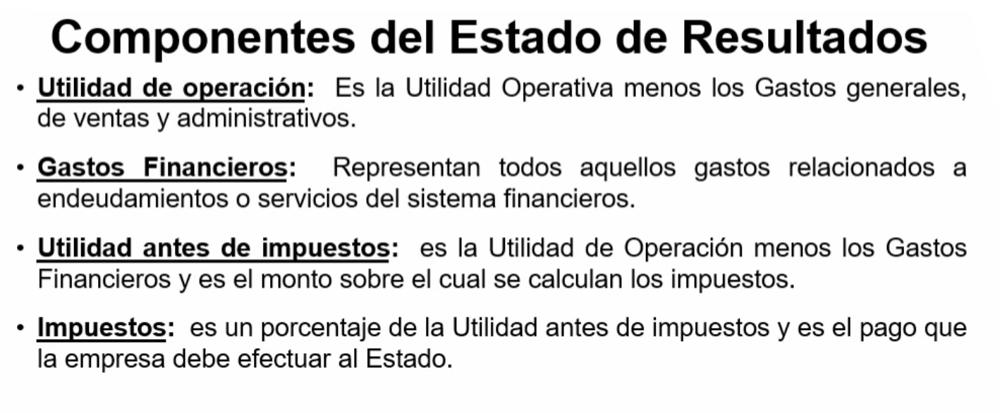 Componentes del Estado de Resultados
• Utilidad de operación: Es la Utilidad Operativa menos los Gastos generales,
de ventas y administrativos.
• Gastos Financieros: Representan todos aquellos gastos relacionados a
endeudamientos o servicios del sistema financieros.
• Utilidad antes de impuestos: es la Utilidad de Operación menos los Gastos
Financieros y es el monto sobre el cual se calculan los impuestos.
• Impuestos: es un porcentaje de la Utilidad antes de impuestos y es el pago que
la empresa debe efectuar al Estado.